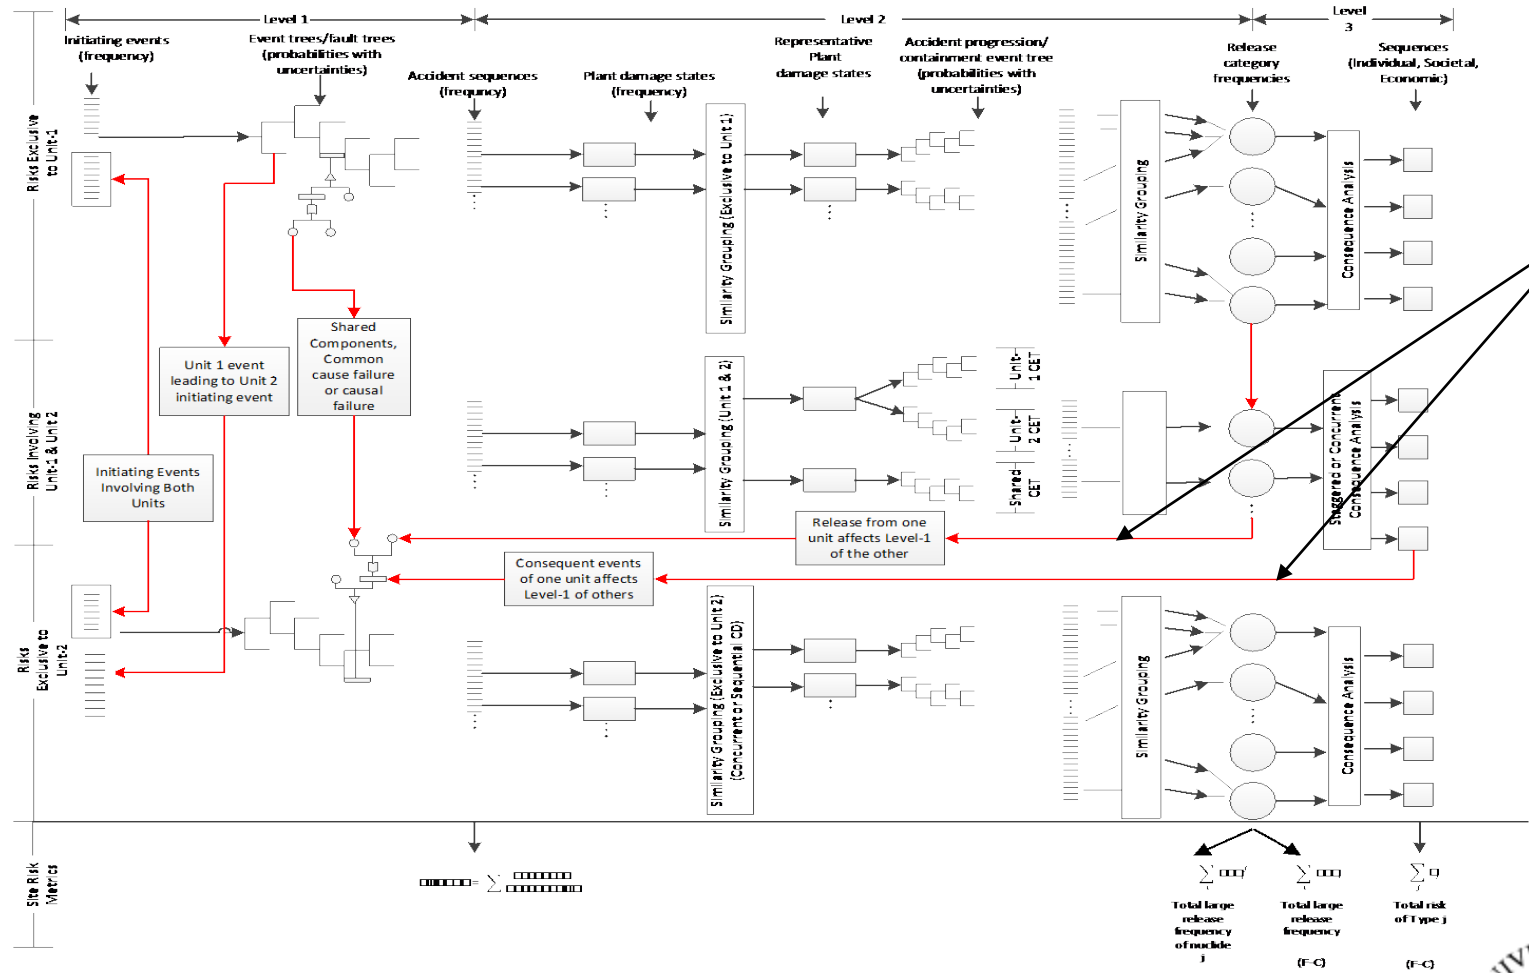 Level 1
Level 2
Level
3
Initiating events
(frequency)
Event trees/fault trees
(probabilities with
uncertainties)
Accident sequences
(frequncy)
Plant damage states
(frequency)
Representative
Plant
damage states
Accident progression/
containment event tree
(probabilities with
uncertainties)
Release
category
frequencies
Sequences
(Individual, Societal,
Economic)
Risks Exclusive
to Unit-1
Similarity Grouping (Exclusive to Unit 1)
Similarity Grouping
Consequence Analysis
Risks Involving
Unit-1 & Unit 2
Unit 1 event
leading to Unit 2
initiating event
Shared
Components,
Common
cause failure
or causal
failure
Initiating Events
Involving Both
Units
Similarity Grouping (Unit 1 & 2)
Unit-
1 CET
Unit-
2 CET
Shared
CET
Staggered or Concurrent
Consequence Analysis
Release from one
unit affects Level-1
of the other
Consequent events
of one unit affects
Level-1 of others
Risks
Exclusive to
Unit-2
Similarity Grouping (Exclusive to Unit 2)
(Concurrent or Sequential CD)
Similarity Grouping
Consequence Analysis
Site Risk
Metrics
= ∑
∑
∑
∑
Total large
release
frequency
of nuclide
j
Total large
release
frequency
(F-C)
Total risk
of Type j
(F-C)